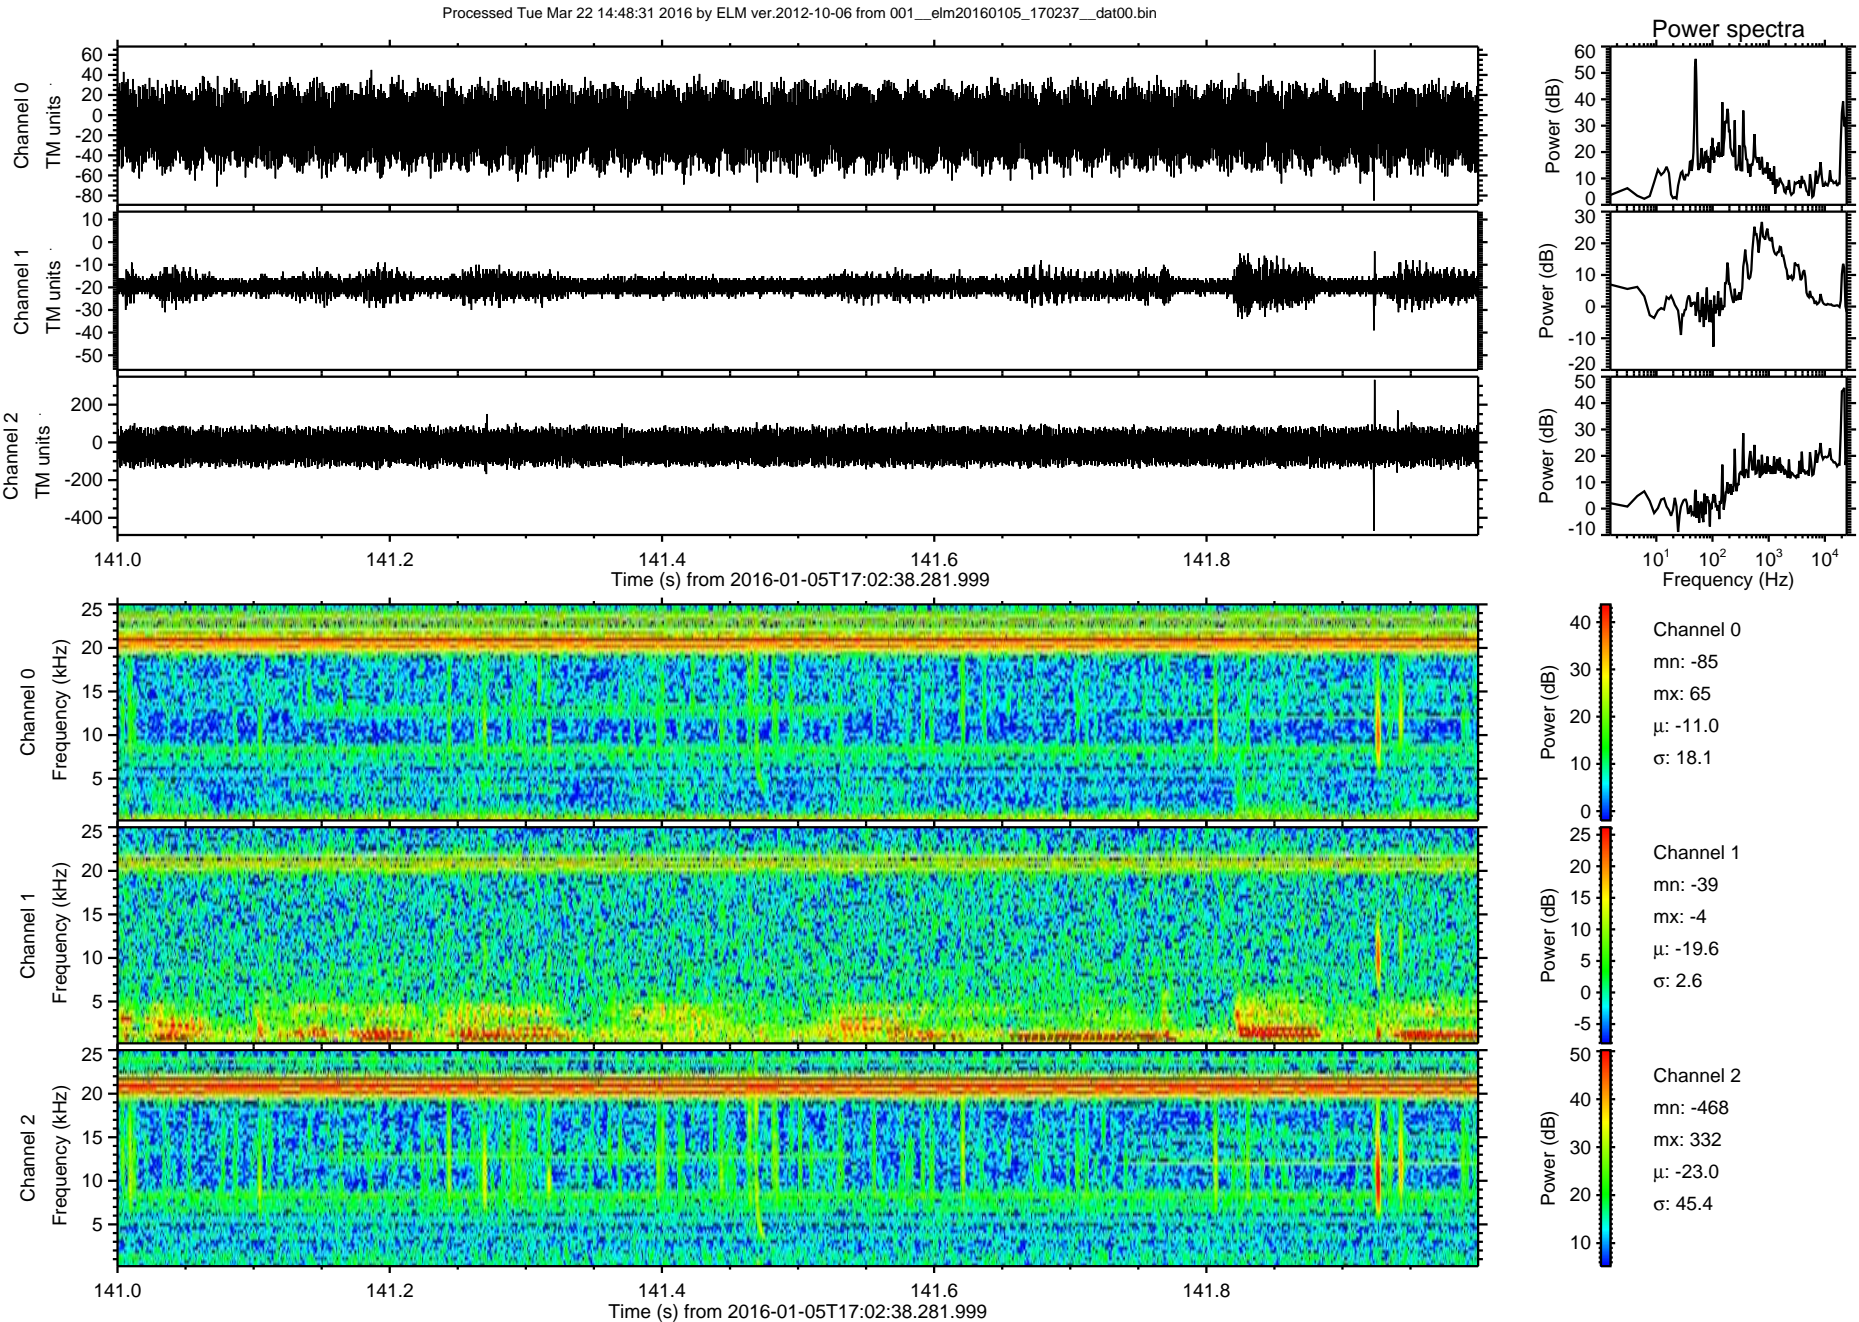 Processed Tue Mar 22 14:48:31 2016 by ELM ver.2012-10-06 from 001__elm20160105_170237__dat00.bin
Power spectra
Channel 0
TM units
60
40
20
0
-20
-40
-60
-80
Power (dB)
60
50
40
30
20
10
0
Channel 1
TM units
10
0
-10
-20
-30
-40
-50
Power (dB)
30
20
10
0
-10
-20
Channel 2
TM units
200
0
-200
-400
Power (dB)
50
40
30
20
10
0
-10
141.0 141.2 141.4 141.6 141.8
Time (s) from 2016-01-05T17:02:38.281.999
10^1 10^2 10^3 10^4
Frequency (Hz)
Channel 0
Frequency (kHz)
25
20
15
10
5
Power (dB)
40
30
20
10
0
Channel 0
mn: -85
mx: 65
μ: -11.0
σ: 18.1
Channel 1
Frequency (kHz)
25
20
15
10
5
Power (dB)
25
20
15
10
5
0
-5
Channel 1
mn: -39
mx: -4
μ: -19.6
σ: 2.6
Channel 2
Frequency (kHz)
25
20
15
10
5
Power (dB)
50
40
30
20
10
Channel 2
mn: -468
mx: 332
μ: -23.0
σ: 45.4
141.0 141.2 141.4 141.6 141.8
Time (s) from 2016-01-05T17:02:38.281.999